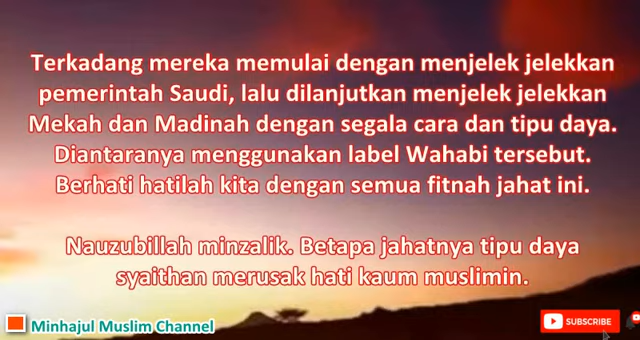 Terkadang mereka memulai dengan menjelek jelekkan
pemerintah Saudi, lalu dilanjutkan menjelek jelekkan
Mekah dan Madinah dengan segala cara dan tipu daya.
Diantaranya menggunakan label Wahabi tersebut.
Berhati hatilah kita dengan semua fitnah jahat ini.
Nauzubillah minzalik. Betapa jahatnya tipu daya
syaithan merusak hati kaum muslimin.
Minhajul Muslim Channel
SUBSCRIBE